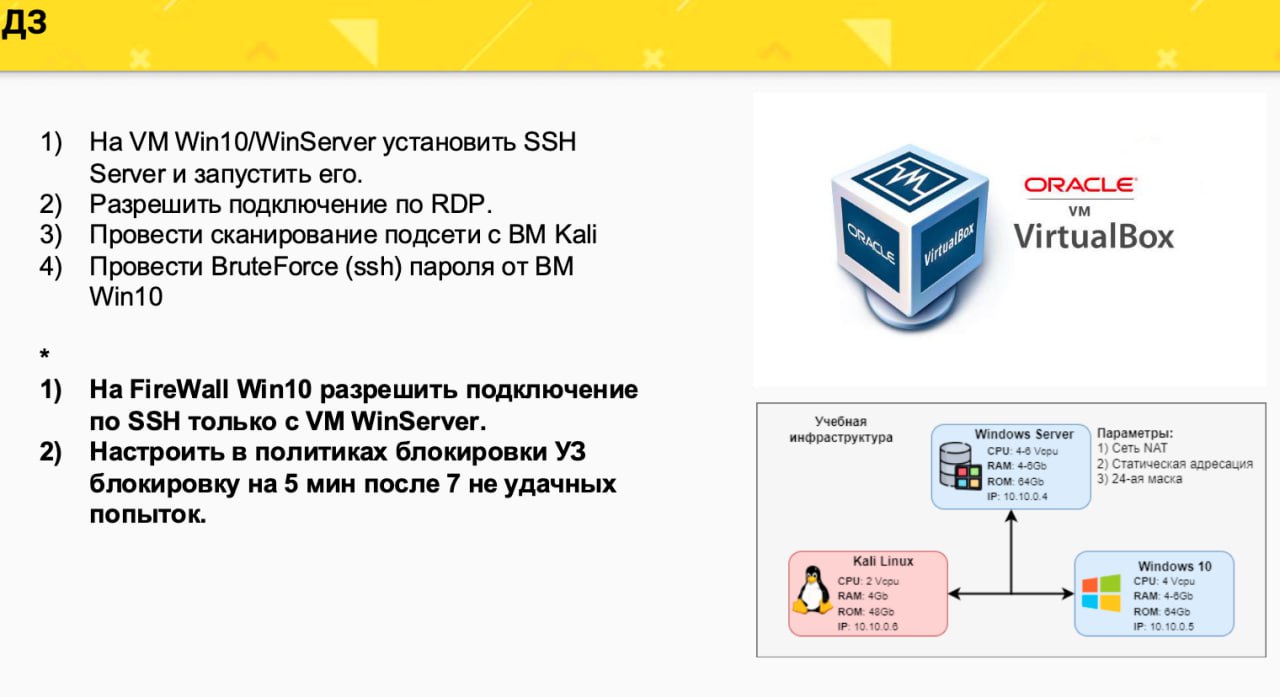 ДЗ
1) На VM Win10/WinServer установить SSH
Server и запустить его.
2) Разрешить подключение по RDP.
3) Провести сканирование подсети с ВМ Kali
4) Провести BruteForce (ssh) пароля от ВМ
Win10
*
1) На FireWall Win10 разрешить подключение
по SSH только с VM WinServer.
2) Настроить в политиках блокировки УЗ
блокировку на 5 мин после 7 не удачных
попыток.
ORACLE
VirtualBox
ORACLE
VM
VirtualBox
Учебная
инфраструктура
Windows Server
CPU: 4-6 Vcpu
RAM: 4-6Gb
ROM: 64Gb
IP: 10.10.0.4
Параметры:
1) Сеть NAT
2) Статическая адресация
3) 24-ая маска
Kali Linux
CPU: 2 Vcpu
RAM: 4Gb
ROM: 48Gb
IP: 10.10.0.6
Windows 10
CPU: 4 Vcpu
RAM: 4-6Gb
ROM: 64Gb
IP: 10.10.0.5